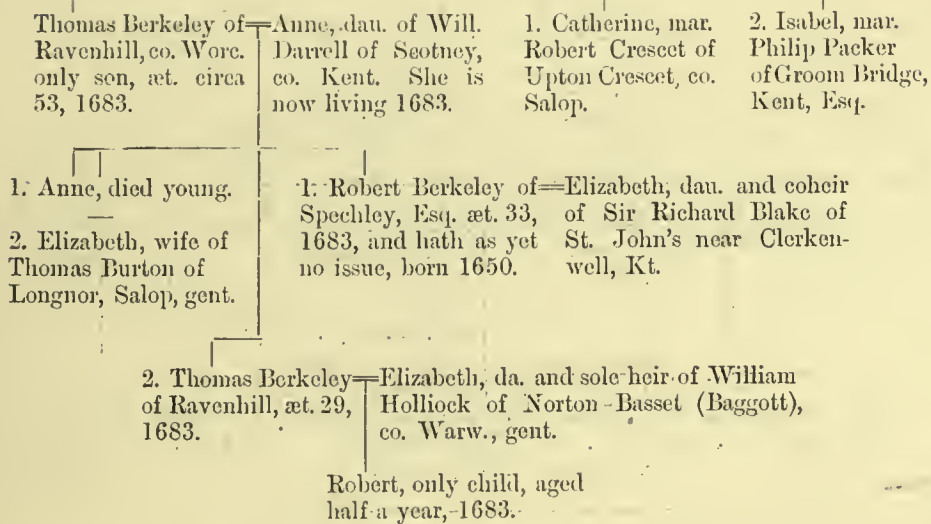 Thomas Berkeley of
Ravenhill, co. Worc.
only son, æt. circa
53, 1683.
Anne, dau. of Will.
Darrell of Scotney,
co. Kent. She is
now living 1683.
1. Catherine, mar.
Robert Crescet of
Upton Crescet, co.
Salop.
2. Isabel, mar.
Philip Packer
of Groom Bridge,
Kent, Esq.
1. Anne, died young.
2. Elizabeth, wife of
Thomas Burton of
Longnor, Salop, gent.
1. Robert Berkeley of
Spechley, Esq. æt. 33,
1683, and hath as yet
no issue, born 1650.
Elizabeth, dau. and coheir
of Sir Richard Blake of
St. John's near Clerken-
well, Kt.
2. Thomas Berkeley
of Ravenhill, æt. 29,
1683.
Elizabeth, da. and sole heir of William
Holliock of Norton-Basset (Baggott),
co. Warw., gent.
Robert, only child, aged
half a year, 1683.